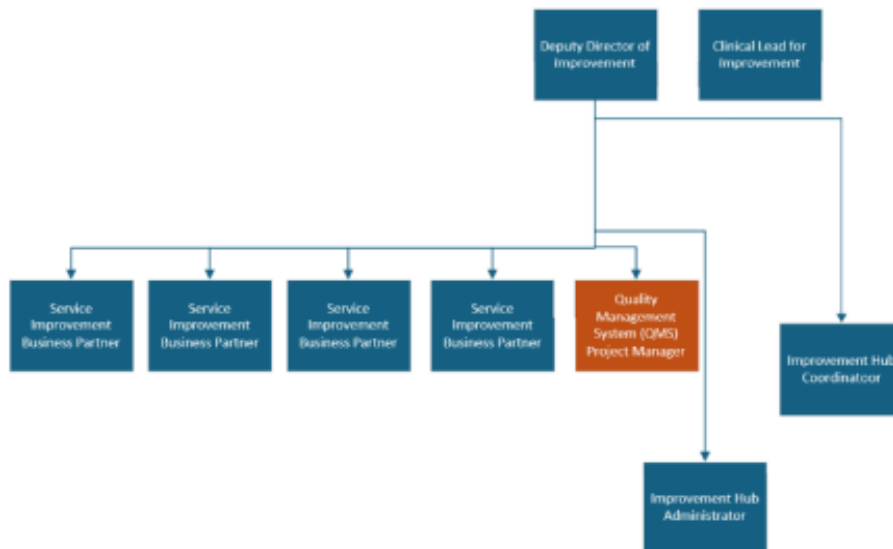 Deputy Director of
Improvement
Clinical Lead for
Improvement
Service
Improvement
Business Partner
Service
Improvement
Business Partner
Service
Improvement
Business Partner
Service
Improvement
Business Partner
Quality
Management
System (QMS)
Project Manager
Improvement Hub
Coordinatoor
Improvement Hub
Administrator